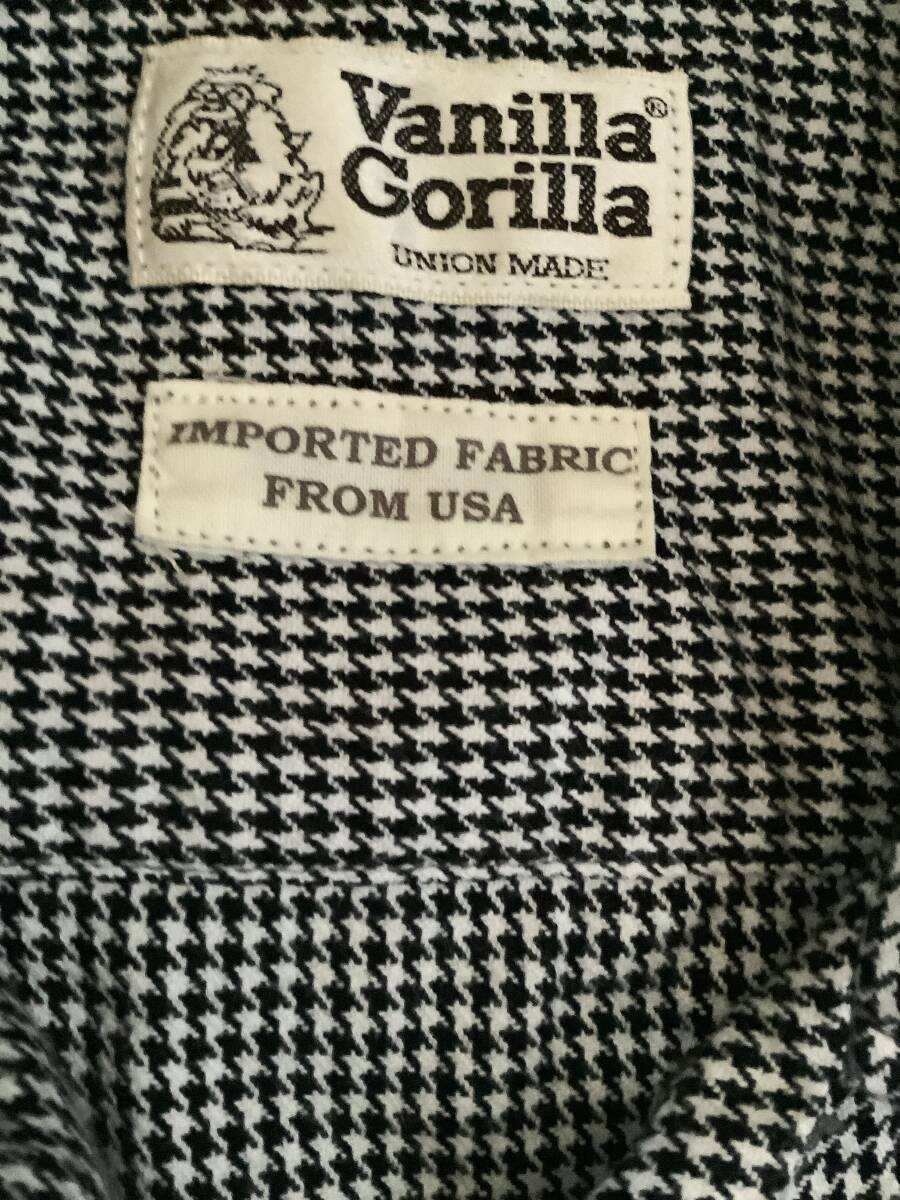 Vanilla®
Gorilla
UNION MADE
IMPORTED FABRIC
FROM USA